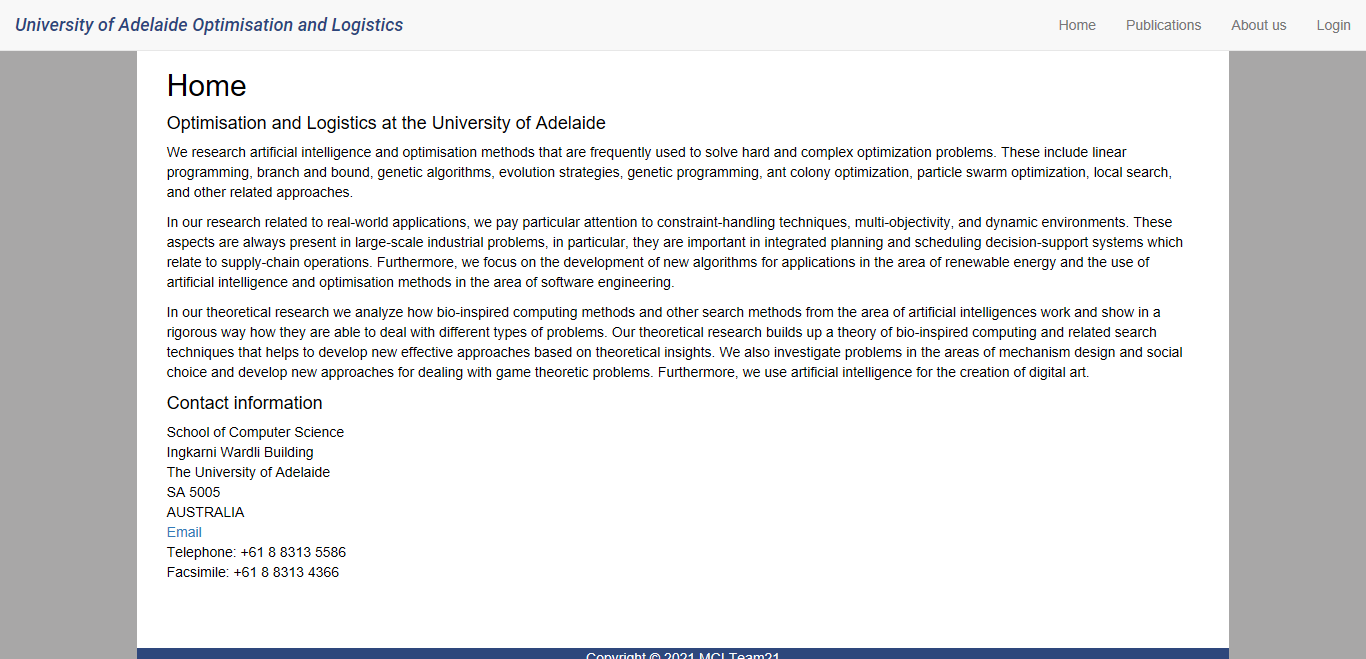 University of Adelaide Optimisation and Logistics
Home
Publications
About us
Login
Home
Optimisation and Logistics at the University of Adelaide
We research artificial intelligence and optimisation methods that are frequently used to solve hard and complex optimization problems. These include linear
programming, branch and bound, genetic algorithms, evolution strategies, genetic programming, ant colony optimization, particle swarm optimization, local search,
and other related approaches.
In our research related to real-world applications, we pay particular attention to constraint-handling techniques, multi-objectivity, and dynamic environments. These
aspects are always present in large-scale industrial problems, in particular, they are important in integrated planning and scheduling decision-support systems which
relate to supply-chain operations. Furthermore, we focus on the development of new algorithms for applications in the area of renewable energy and the use of
artificial intelligence and optimisation methods in the area of software engineering.
In our theoretical research we analyze how bio-inspired computing methods and other search methods from the area of artificial intelligences work and show in a
rigorous way how they are able to deal with different types of problems. Our theoretical research builds up a theory of bio-inspired computing and related search
techniques that helps to develop new effective approaches based on theoretical insights. We also investigate problems in the areas of mechanism design and social
choice and develop new approaches for dealing with game theoretic problems. Furthermore, we use artificial intelligence for the creation of digital art.
Contact information
School of Computer Science
Ingkarni Wardli Building
The University of Adelaide
SA 5005
AUSTRALIA
Email
Telephone: +61 8 8313 5586
Facsimile: +61 8 8313 4366
Copyright © 2021 MCI Team21